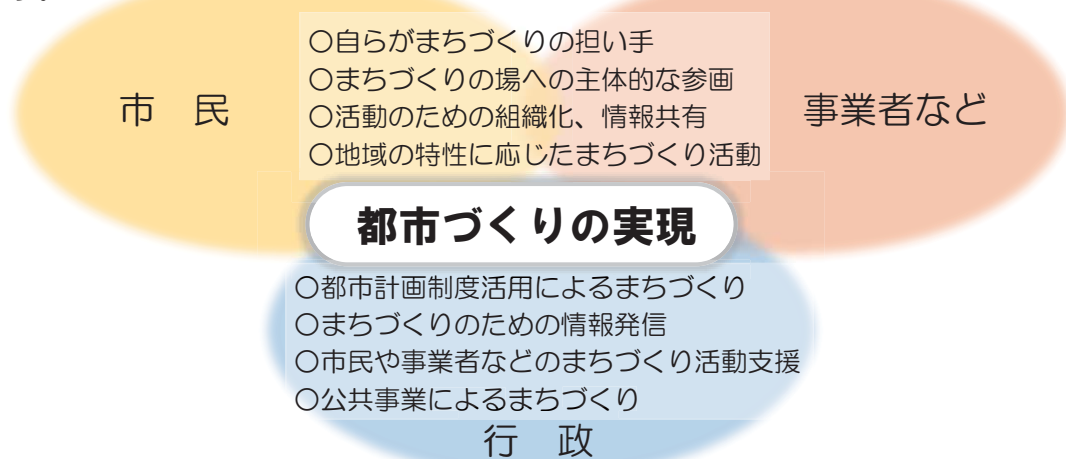 ○自らがまちづくりの担い手
○まちづくりの場への主体的な参画
市　民
事業者など
○活動のための組織化、情報共有
○地域の特性に応じたまちづくり活動
都市づくりの実現
○都市計画制度活用によるまちづくり
○まちづくりのための情報発信
○市民や事業者などのまちづくり活動支援
○公共事業によるまちづくり
行　政